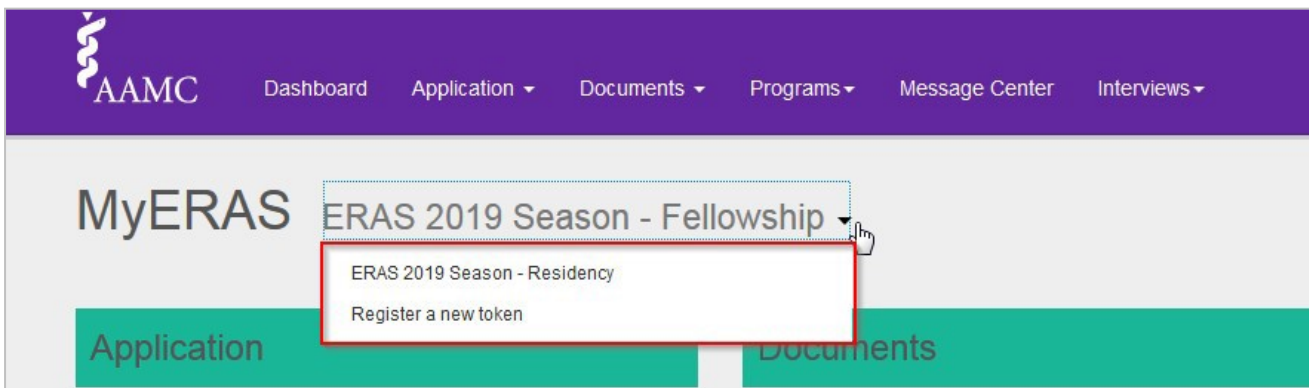 AAMC Dashboard Application Documents Programs Message Center Interviews
MyERAS ERAS 2019 Season - Fellowship
ERAS 2019 Season - Residency
Register a new token
Application Documents